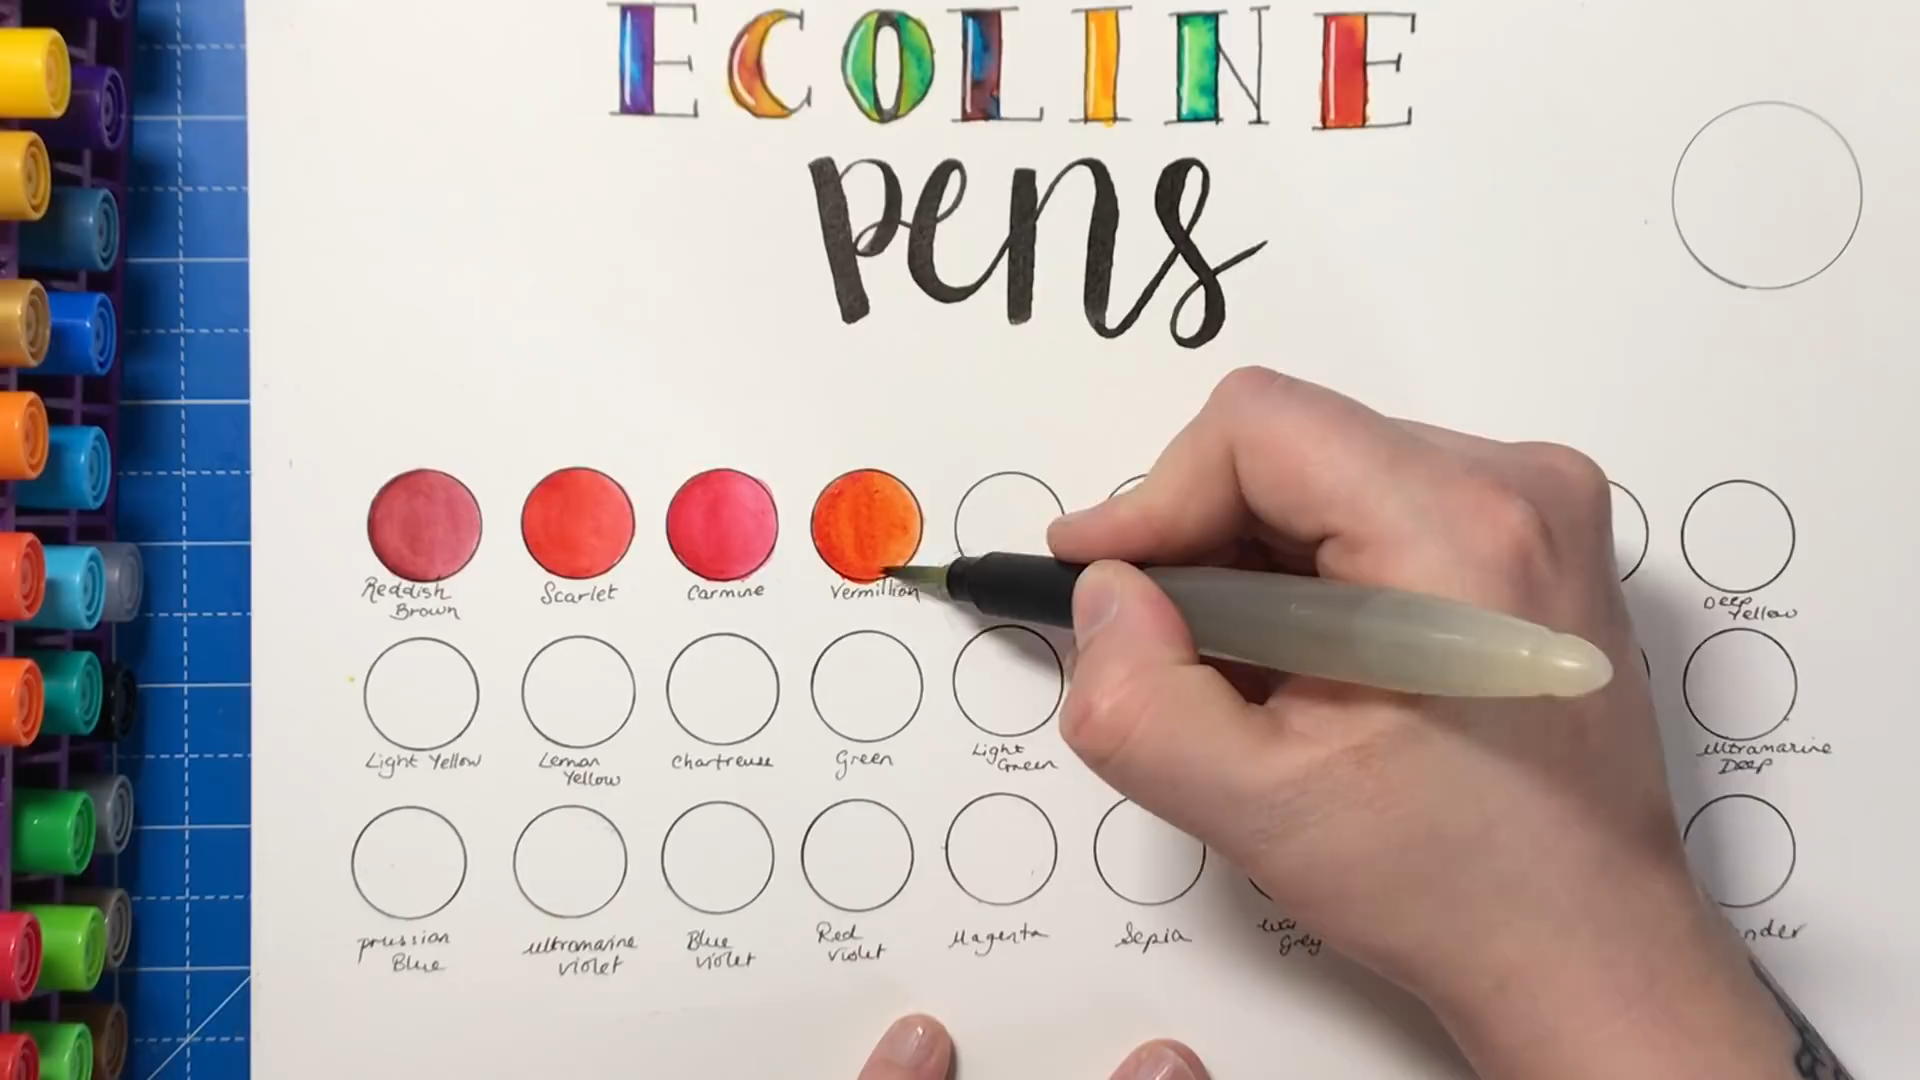 ECOLINE
pens
Reddish
Brown
Scarlet
Carmine
Vermillion
Deep
Yellow
Light Yellow
Lemon
Yellow
Chartreuse
Green
Light
Green
ultramarine
Deep
prussian
Blue
ultramarine
violet
Blue
violet
Red
violet
Magenta
Sepia
Grey